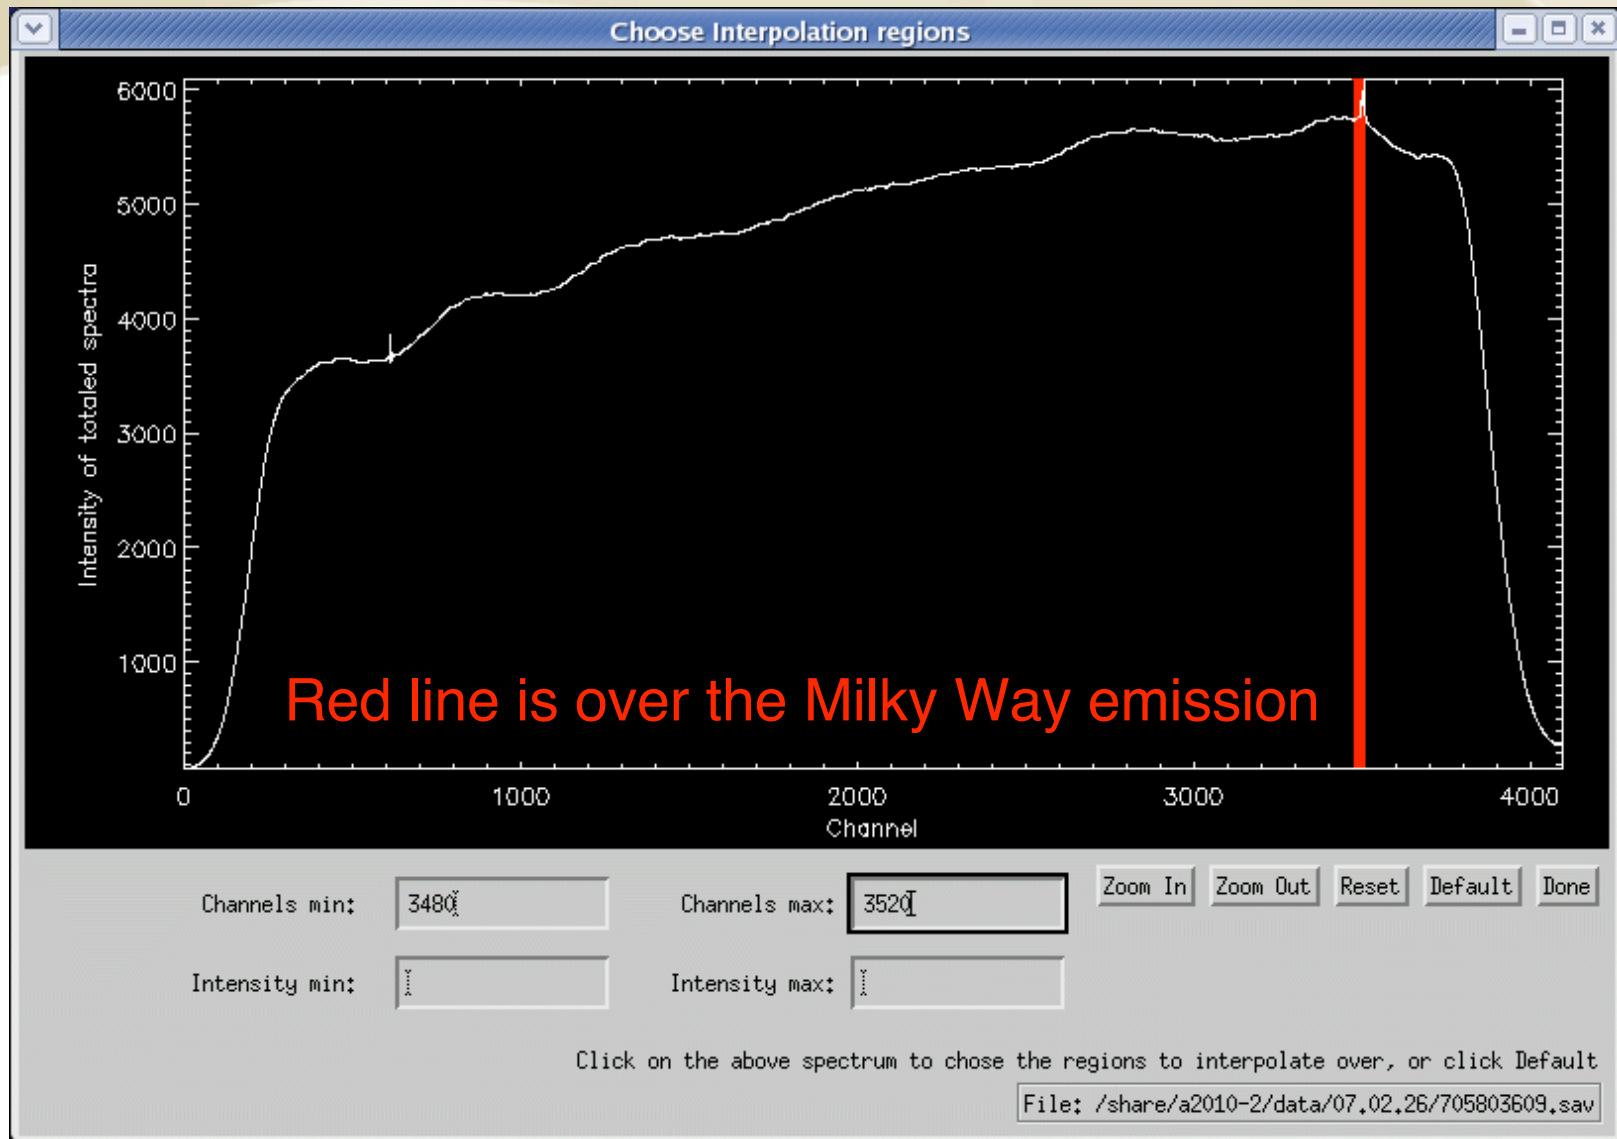 Choose Interpolation regions
6000
5000
4000
3000
2000
1000
Intensity of totaled spectra
Red line is over the Milky Way emission
0 1000 2000 3000 4000
Channel
Channels min: 3480 Channels max: 3520 Zoom In Zoom Out Reset Default Done
Intensity min: Intensity max:
Click on the above spectrum to chose the regions to interpolate over, or click Default
File: /share/a2010-2/data/07.02.26/705803609.sav